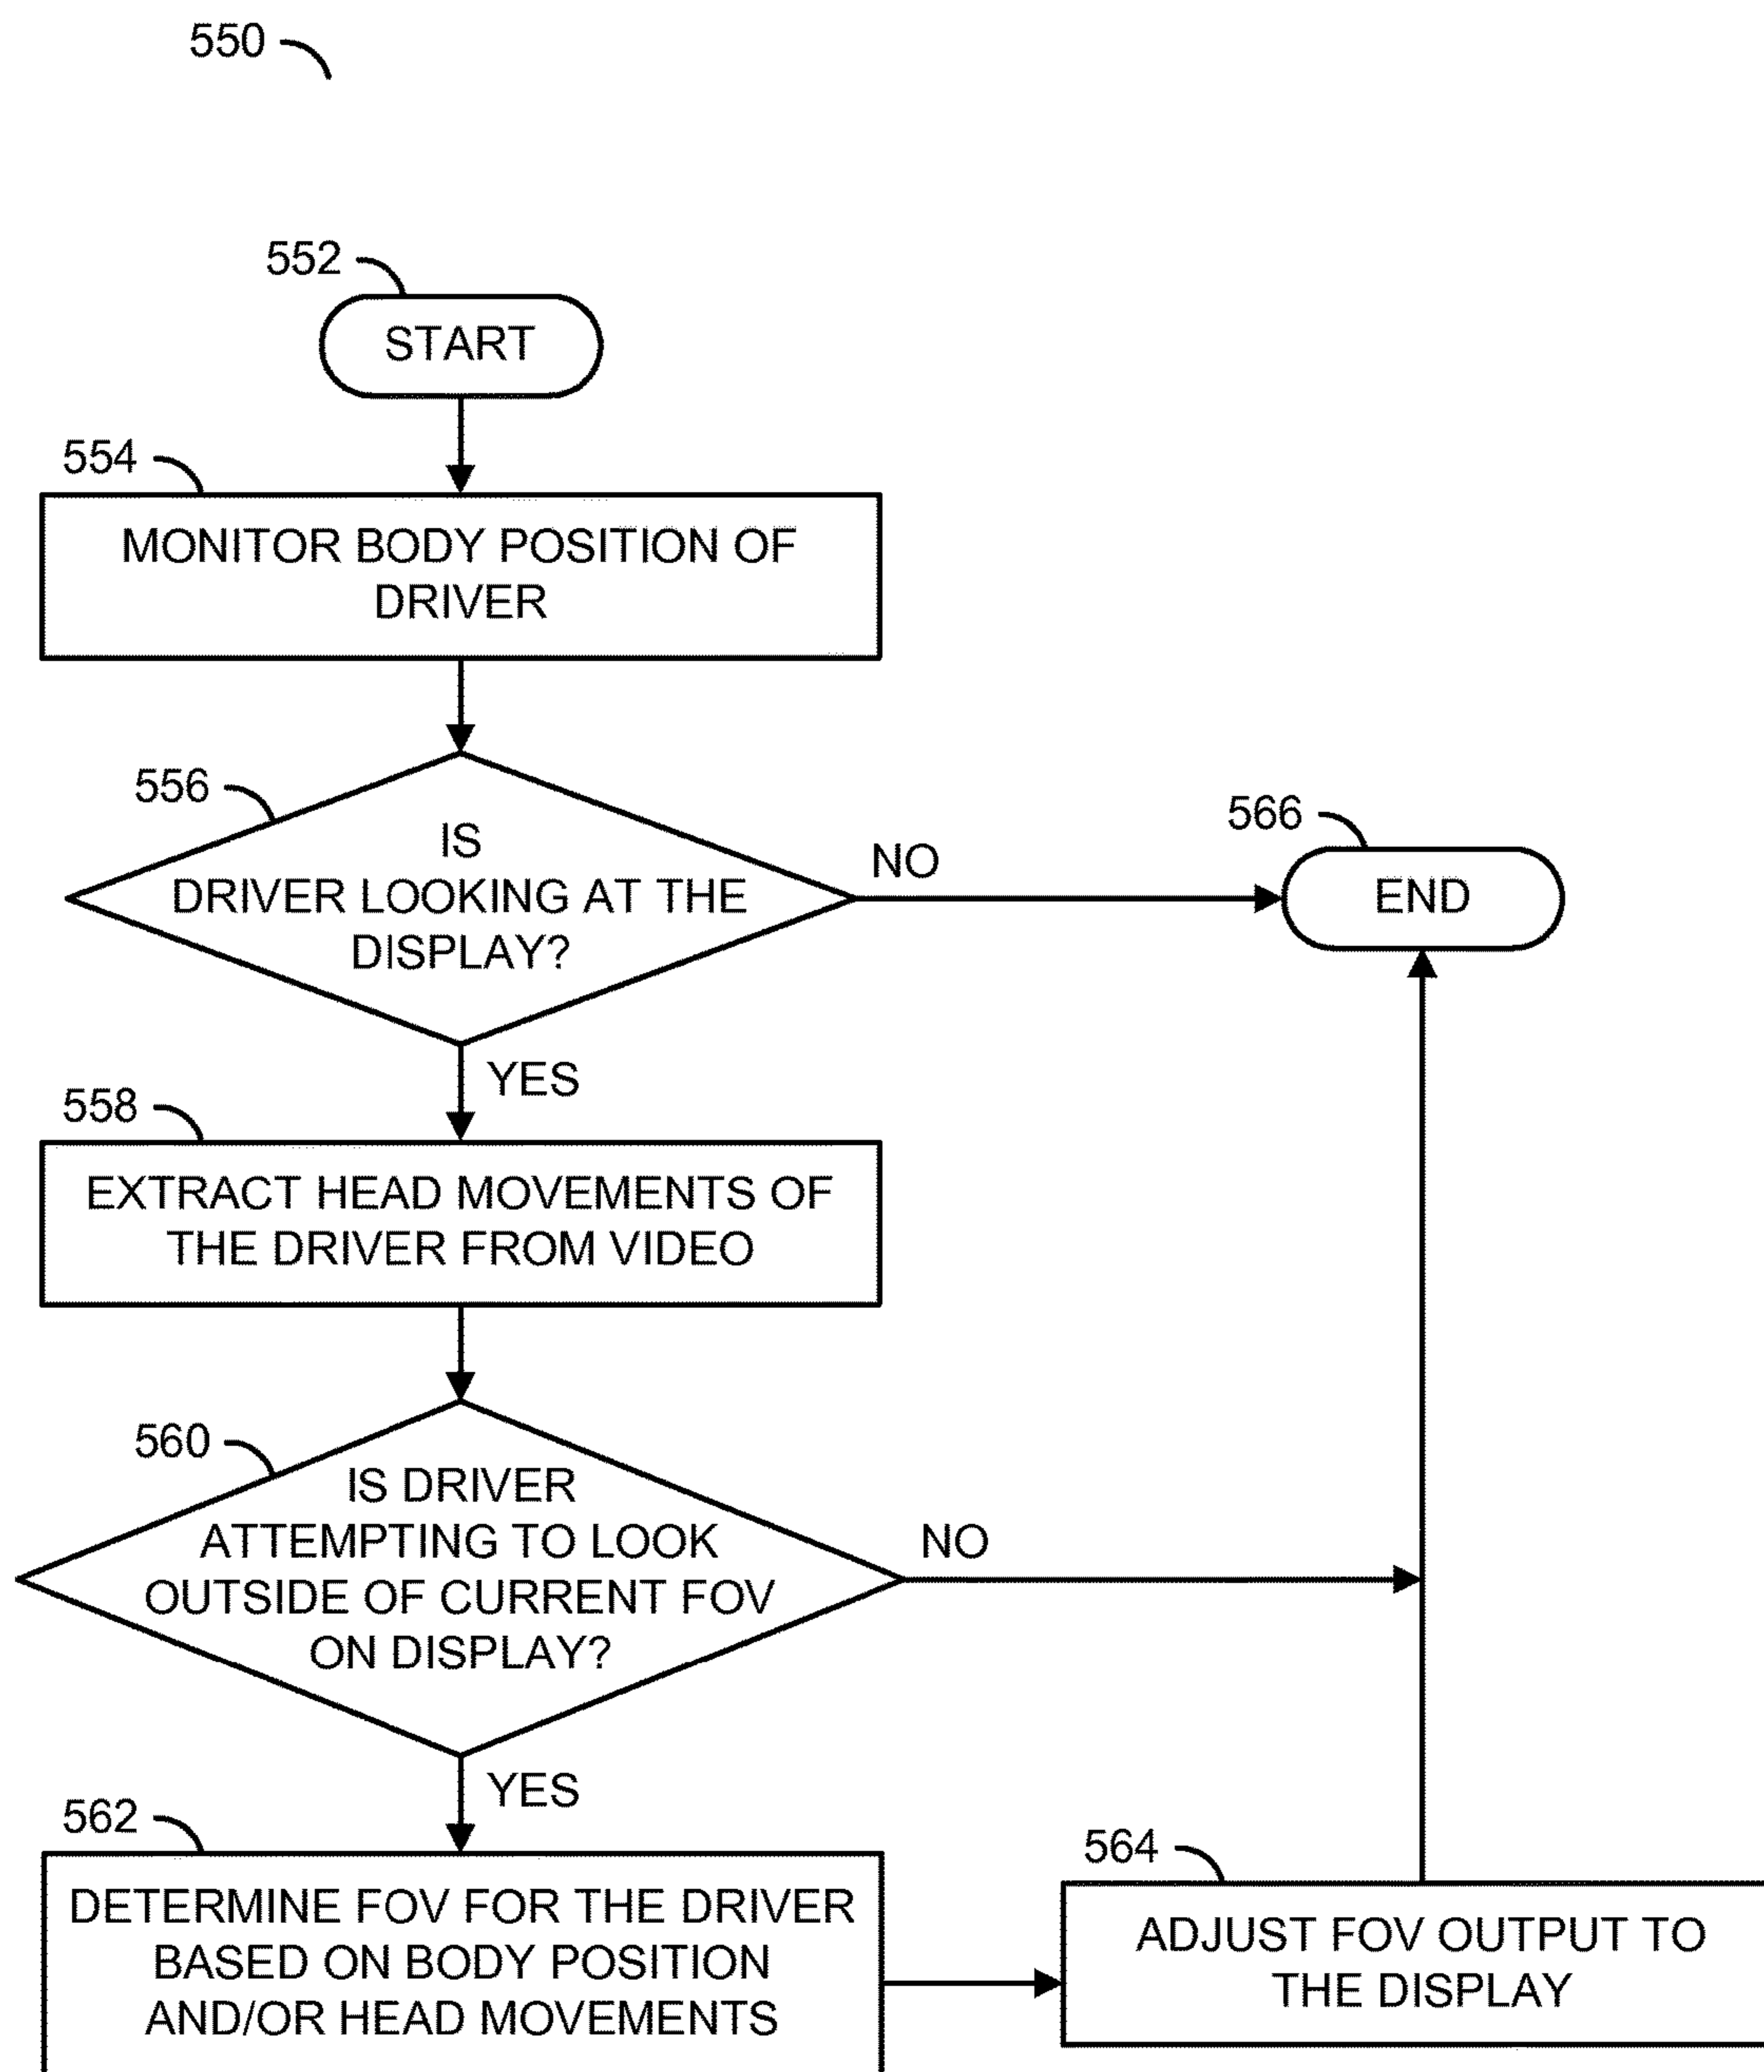 550
552
START
554
MONITOR BODY POSITION OF
DRIVER
556
IS
DRIVER LOOKING AT THE
DISPLAY?
NO
566
END
YES
558
EXTRACT HEAD MOVEMENTS OF
THE DRIVER FROM VIDEO
560
IS DRIVER
ATTEMPTING TO LOOK
OUTSIDE OF CURRENT FOV
ON DISPLAY?
NO
YES
562
DETERMINE FOV FOR THE DRIVER
BASED ON BODY POSITION
AND/OR HEAD MOVEMENTS
564
ADJUST FOV OUTPUT TO
THE DISPLAY